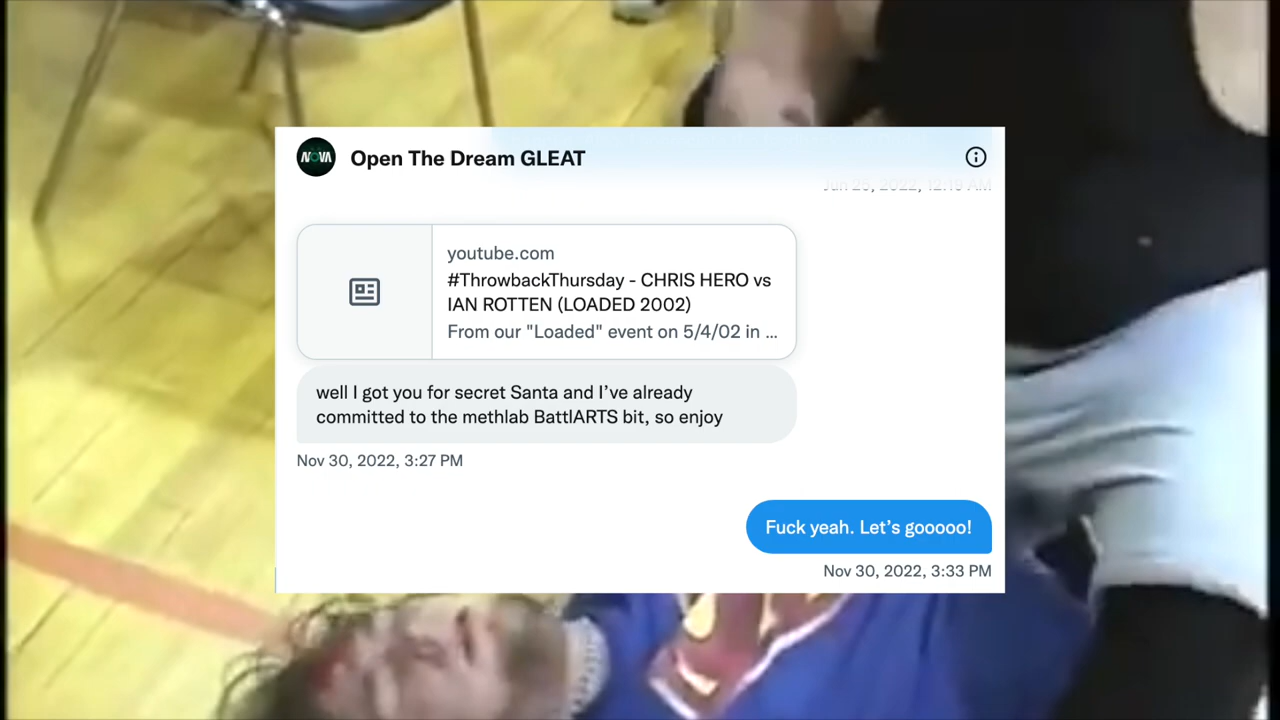 NOVA
Open The Dream GLEAT
youtube.com
#ThrowbackThursday - CHRIS HERO vs
IAN ROTTEN (LOADED 2002)
From our "Loaded" event on 5/4/02 in ...
well I got you for secret Santa and I’ve already
committed to the methlab BattlARTS bit, so enjoy
Nov 30, 2022, 3:27 PM
Fuck yeah. Let’s gooooo!
Nov 30, 2022, 3:33 PM